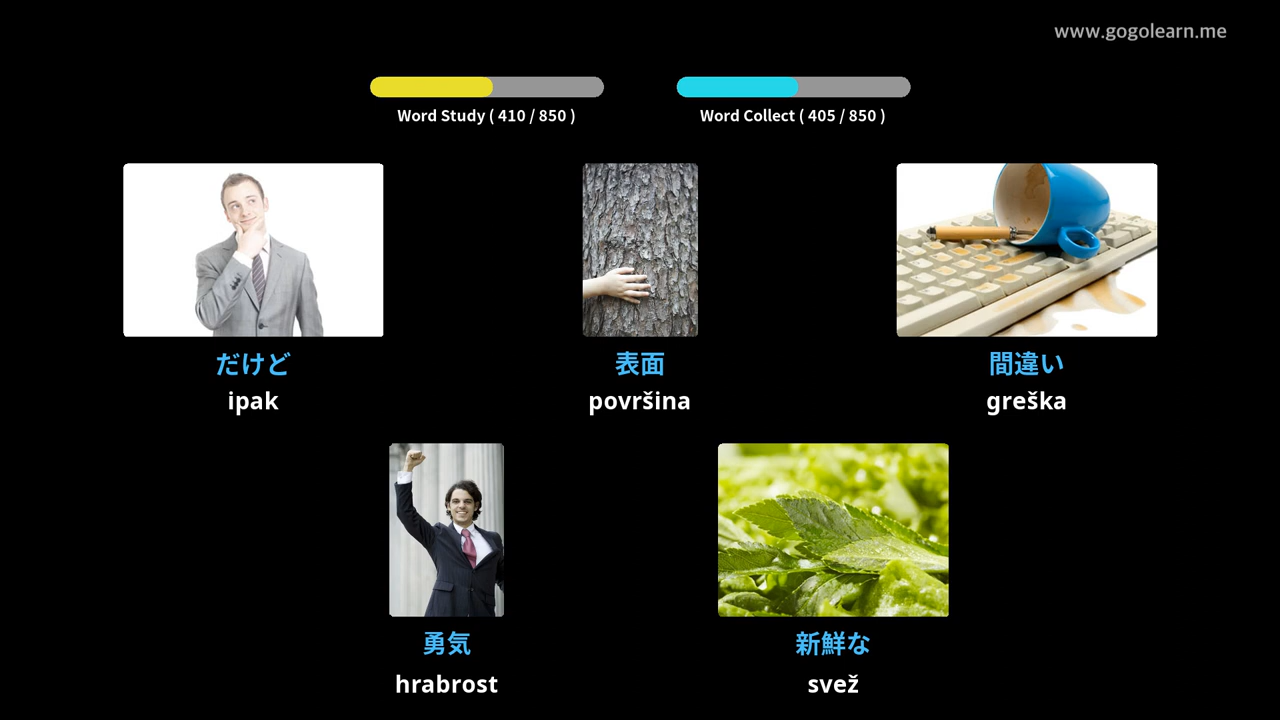 www.gogolearn.me
Word Study ( 410 / 850 )
Word Collect ( 405 / 850 )
だけど
ipak
表面
površina
間違い
greška
勇気
hrabrost
新鮮な
svež